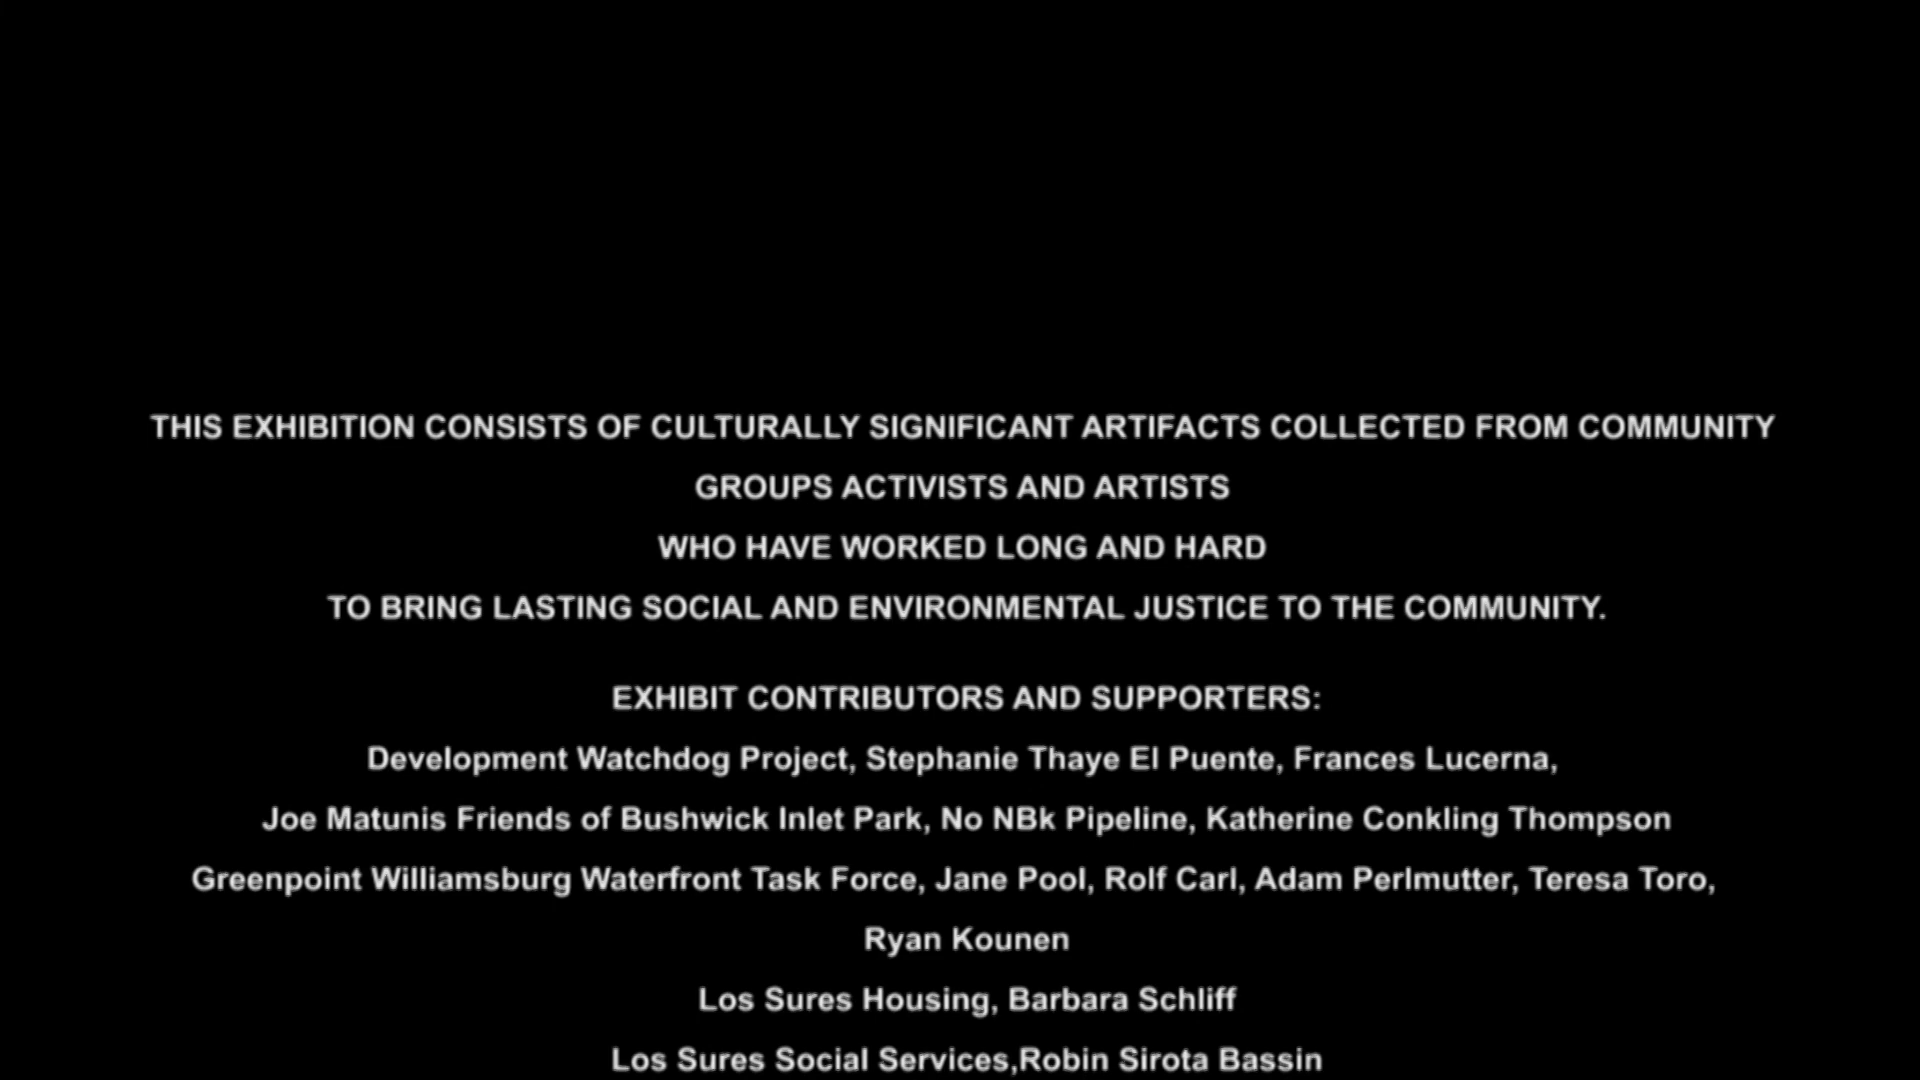 THIS EXHIBITION CONSISTS OF CULTURALLY SIGNIFICANT ARTIFACTS COLLECTED FROM COMMUNITY
GROUPS ACTIVISTS AND ARTISTS
WHO HAVE WORKED LONG AND HARD
TO BRING LASTING SOCIAL AND ENVIRONMENTAL JUSTICE TO THE COMMUNITY.
EXHIBIT CONTRIBUTORS AND SUPPORTERS:
Development Watchdog Project, Stephanie Thaye El Puente, Frances Lucerna,
Joe Matunis Friends of Bushwick Inlet Park, No NBk Pipeline, Katherine Conkling Thompson
Greenpoint Williamsburg Waterfront Task Force, Jane Pool, Rolf Carl, Adam Perlmutter, Teresa Toro,
Ryan Kounen
Los Sures Housing, Barbara Schliff
Los Sures Social Services,Robin Sirota Bassin